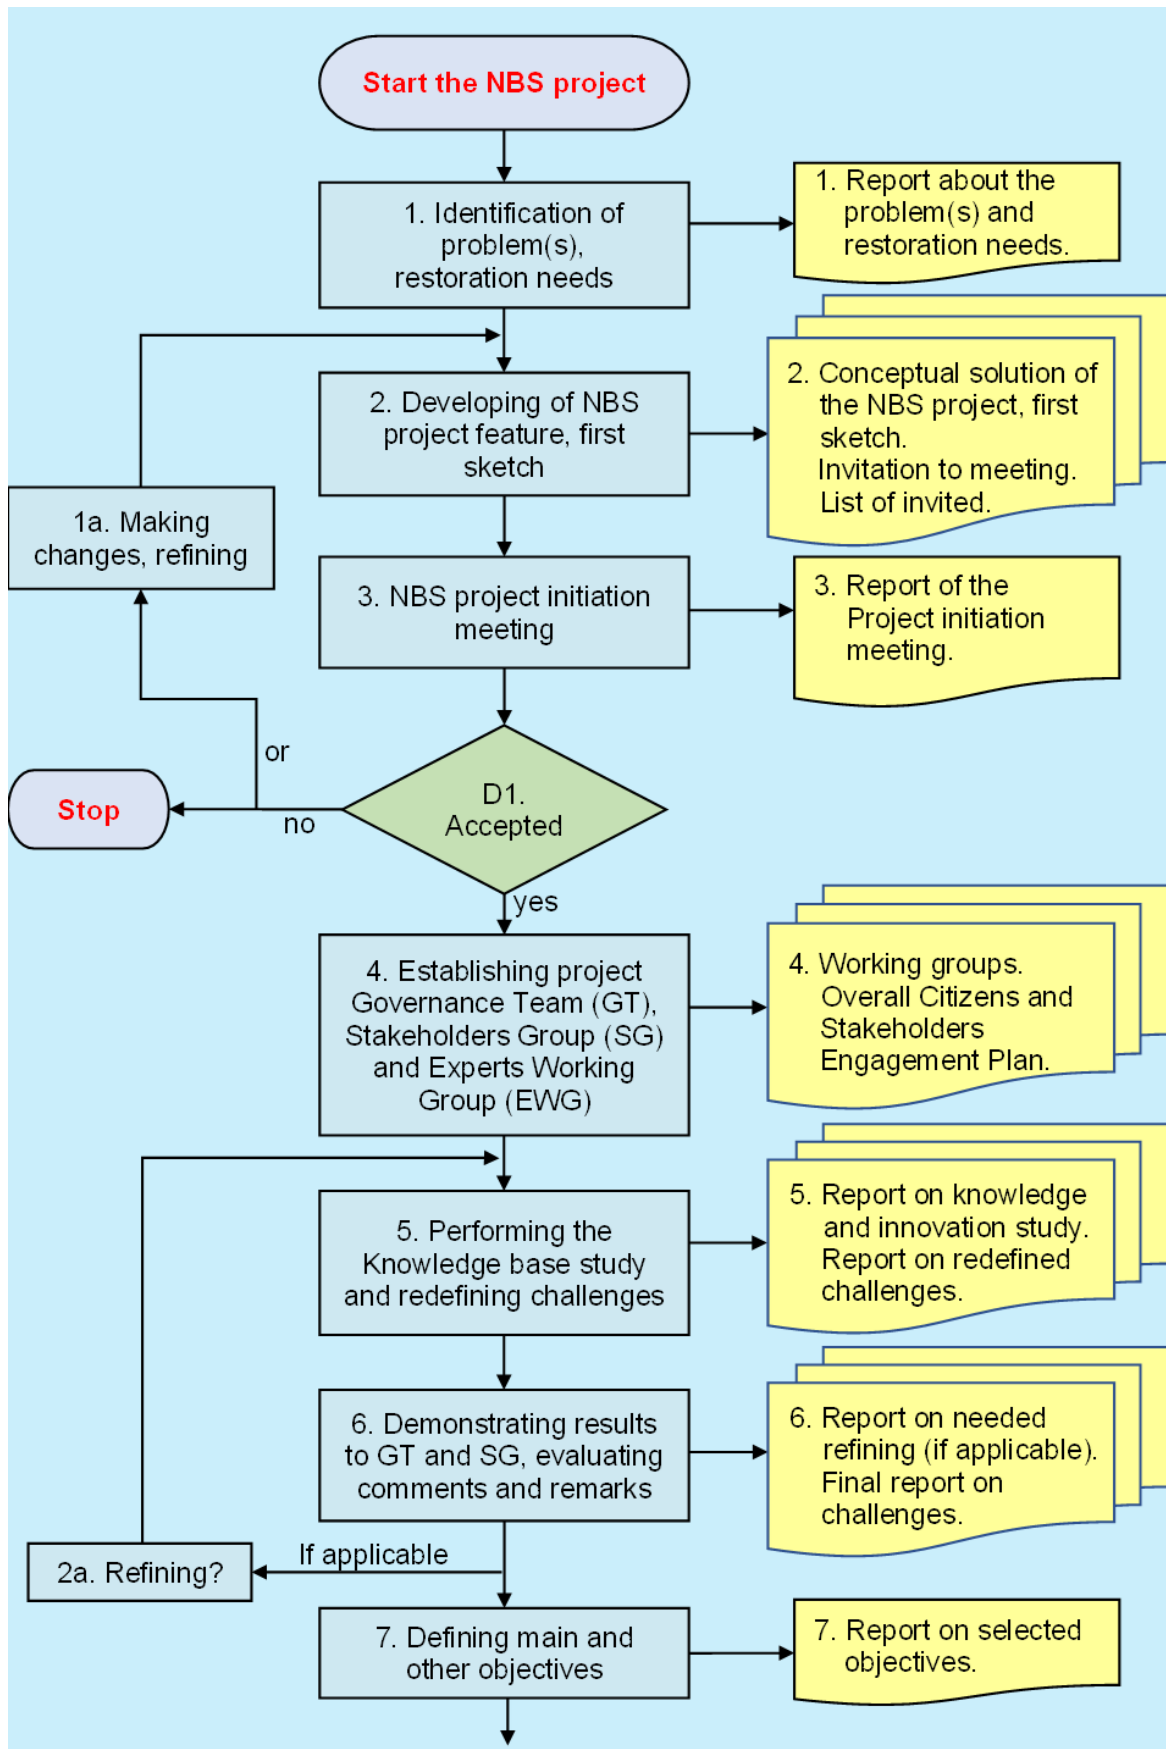 Start the NBS project
1. Identification of
problem(s),
restoration needs
1. Report about the
problem(s) and
restoration needs.
2. Developing of NBS
project feature, first
sketch
2. Conceptual solution of
the NBS project, first
sketch.
Invitation to meeting.
List of invited.
1a. Making
changes, refining
3. NBS project initiation
meeting
3. Report of the
Project initiation
meeting.
or
Stop
no
D1.
Accepted
yes
4. Establishing project
Governance Team (GT),
Stakeholders Group (SG)
and Experts Working
Group (EWG)
4. Working groups.
Overall Citizens and
Stakeholders
Engagement Plan.
5. Performing the
Knowledge base study
and redefining challenges
5. Report on knowledge
and innovation study.
Report on redefined
challenges.
6. Demonstrating results
to GT and SG, evaluating
comments and remarks
6. Report on needed
refining (if applicable).
Final report on
challenges.
2a. Refining?
If applicable
7. Defining main and
other objectives
7. Report on selected
objectives.